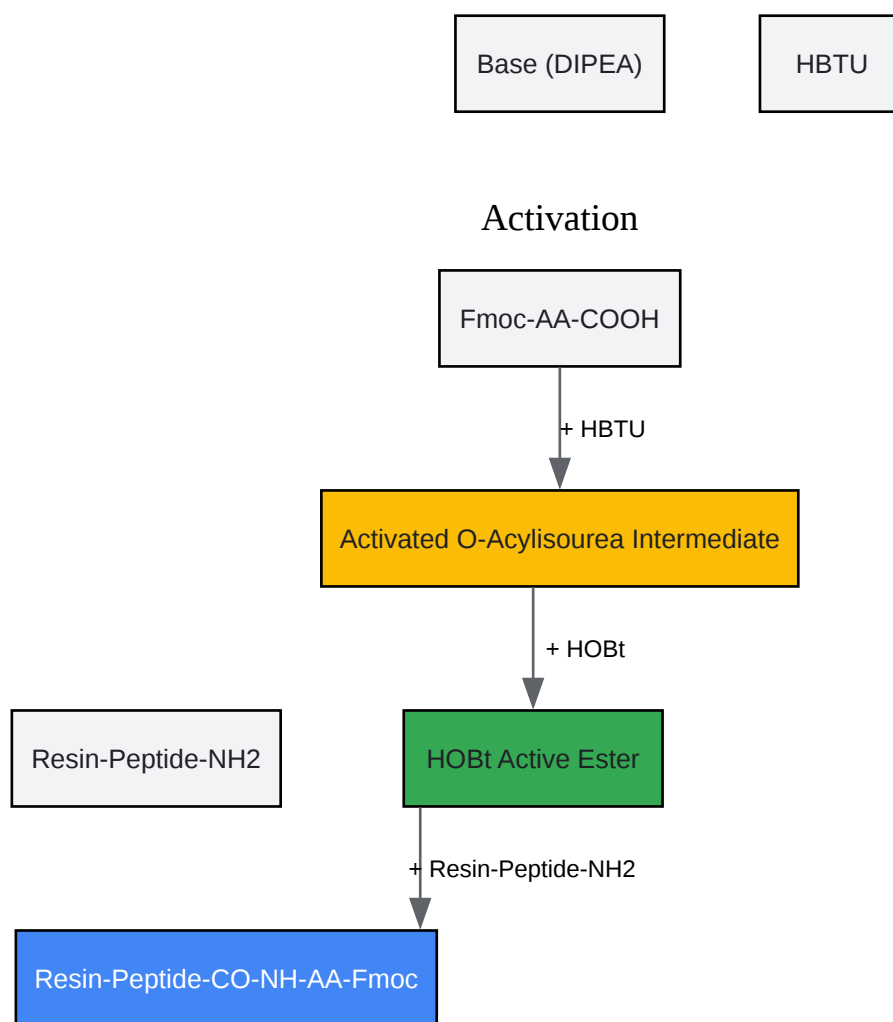 Base (DIPEA)
HBTU
Activation
Fmoc-AA-COOH
+ HBTU
Activated O-Acylisourea Intermediate
+ HOBt
Resin-Peptide-NH2
HOBt Active Ester
+ Resin-Peptide-NH2
Resin-Peptide-CO-NH-AA-Fmoc